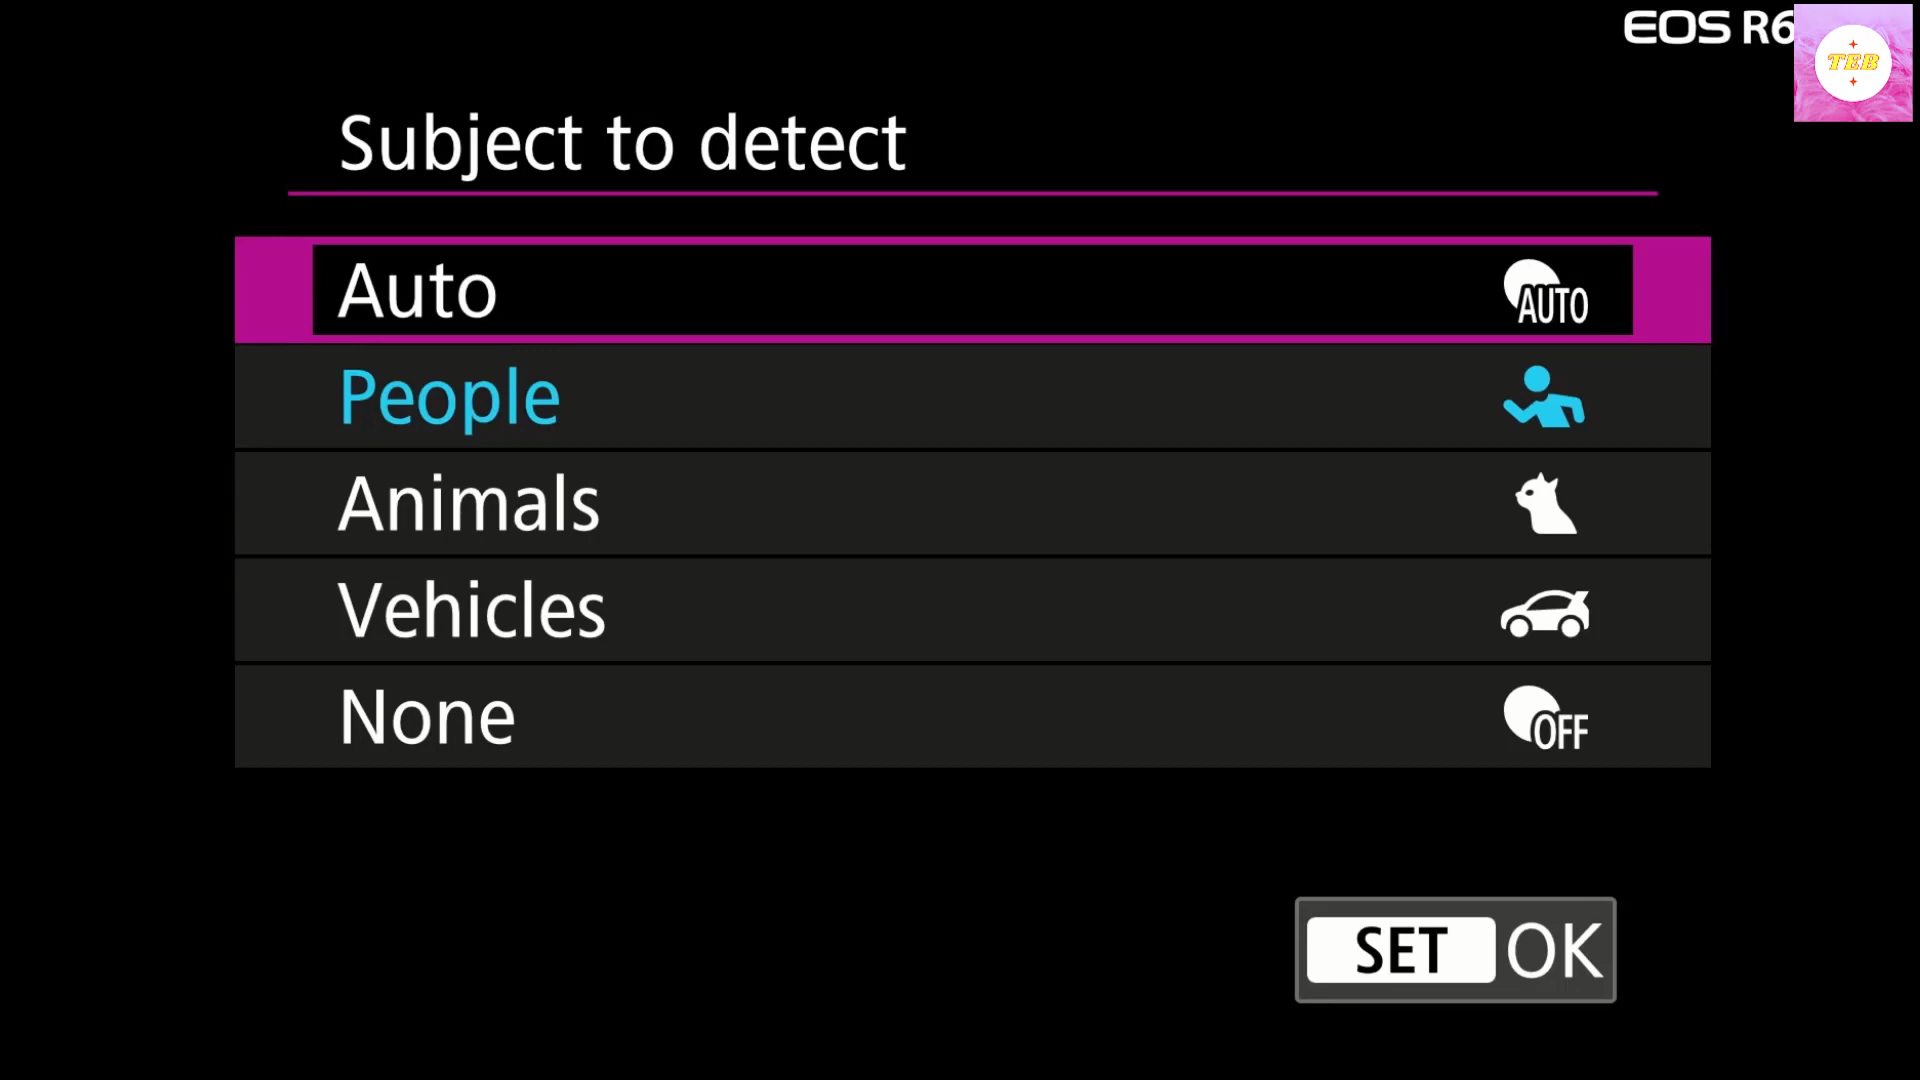 EOS R6
TEB
Subject to detect
Auto
AUTO
People
Animals
Vehicles
None
OFF
SET OK